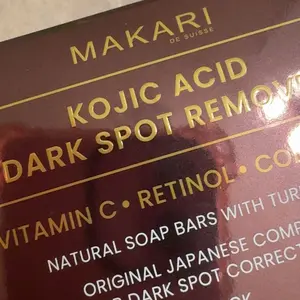 MAKARI
DE SUISSE
KOJIC ACID
DARK SPOT REMOV
VITAMIN C • RETINOL • CO
NATURAL SOAP BARS WITH TUR
ORIGINAL JAPANESE COMP
DARK SPOT CORRECT